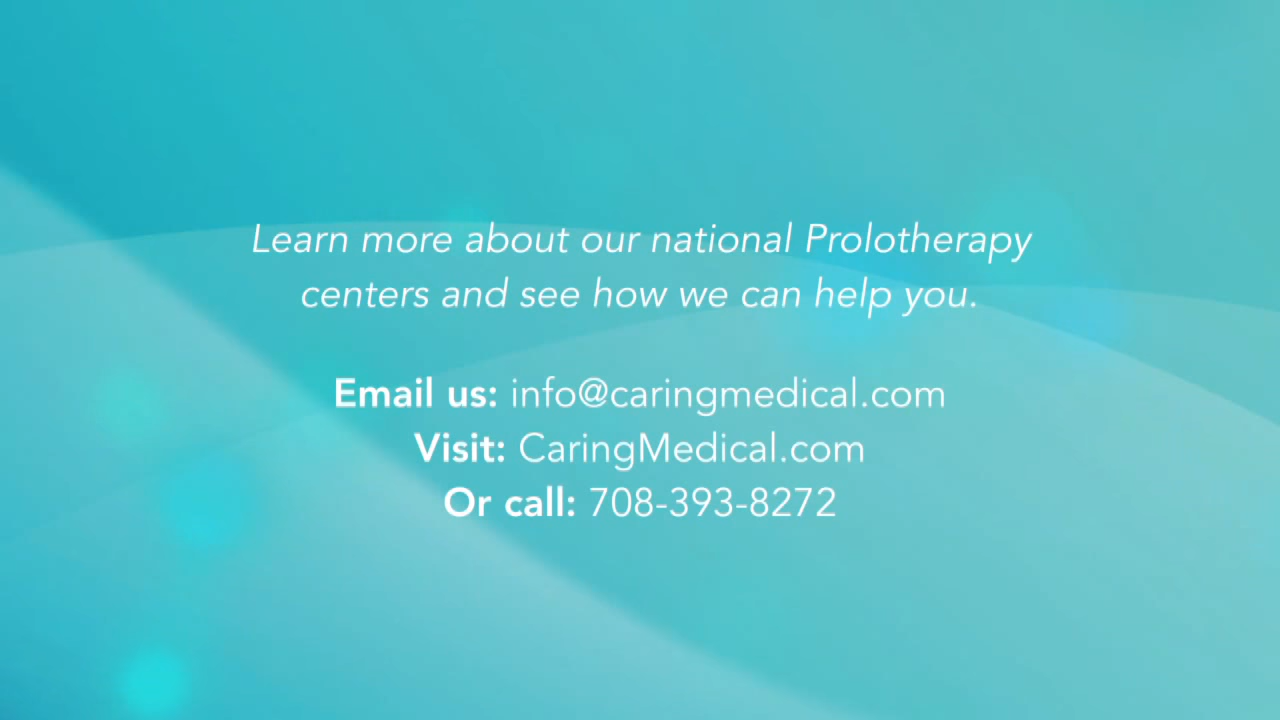 Learn more about our national Prolotherapy
centers and see how we can help you.
Email us: info@caringmedical.com
Visit: CaringMedical.com
Or call: 708-393-8272